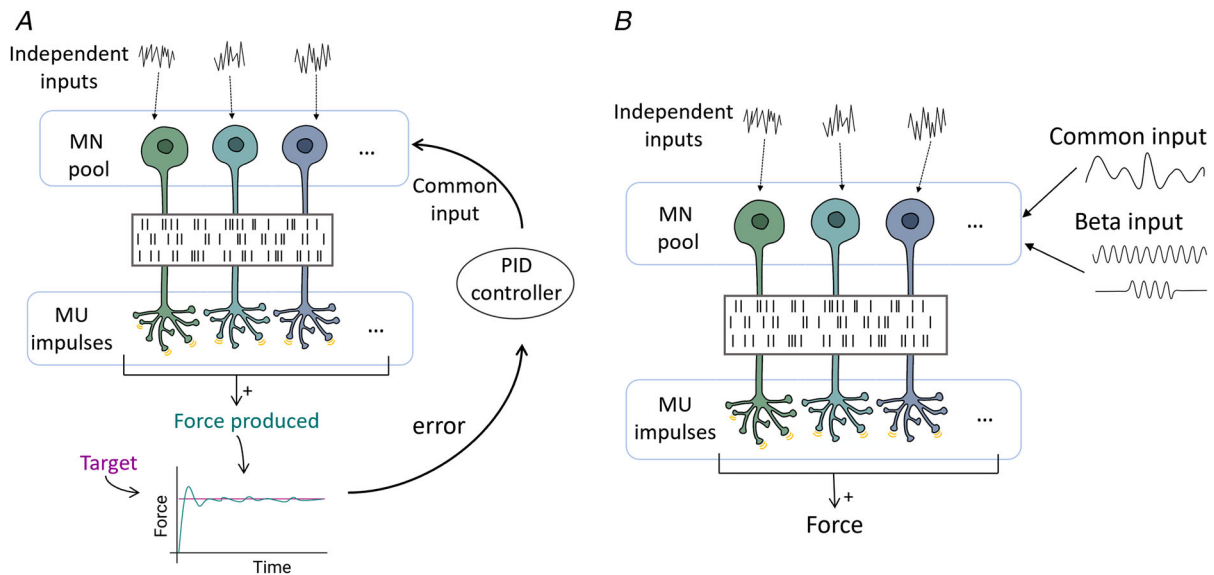 A
Independent
inputs
MN
pool
...
Common
input
PID
controller
MU
impulses
...
+
Force produced
error
Target
Force
Time
B
Independent
inputs
Common input
MN
pool
...
Beta input
MU
impulses
...
+
Force